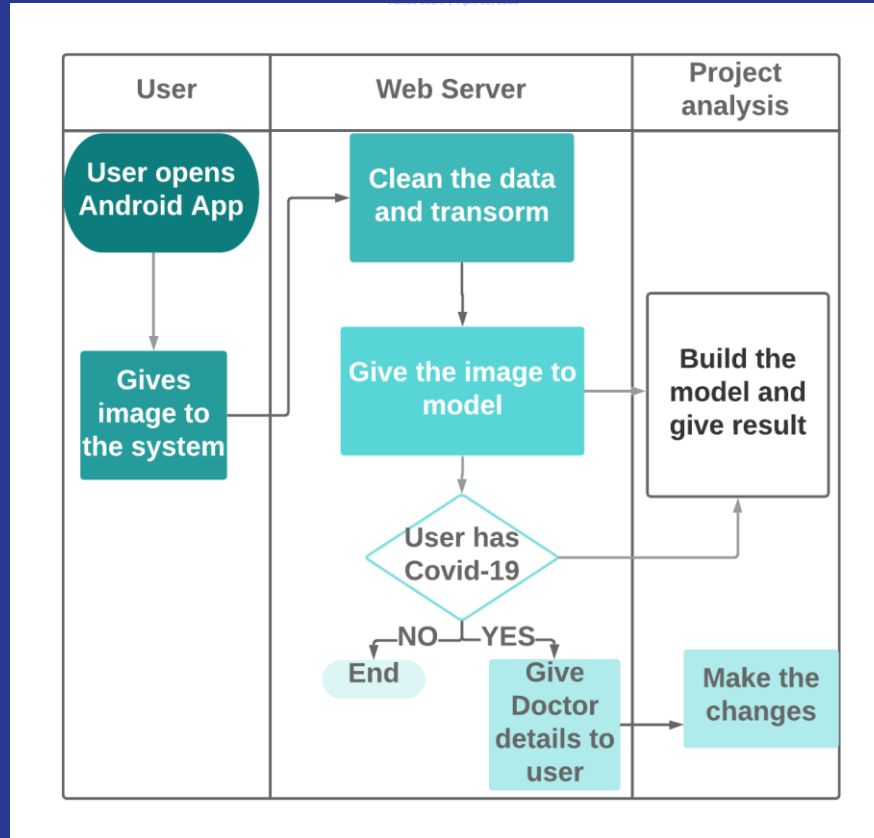 User
Web Server
Project
analysis
User opens
Android App
Clean the data
and transorm
Gives
image to
the system
Give the image to
model
Build the
model and
give result
User has
Covid-19
NO
YES
End
Give
Doctor
details to
user
Make the
changes